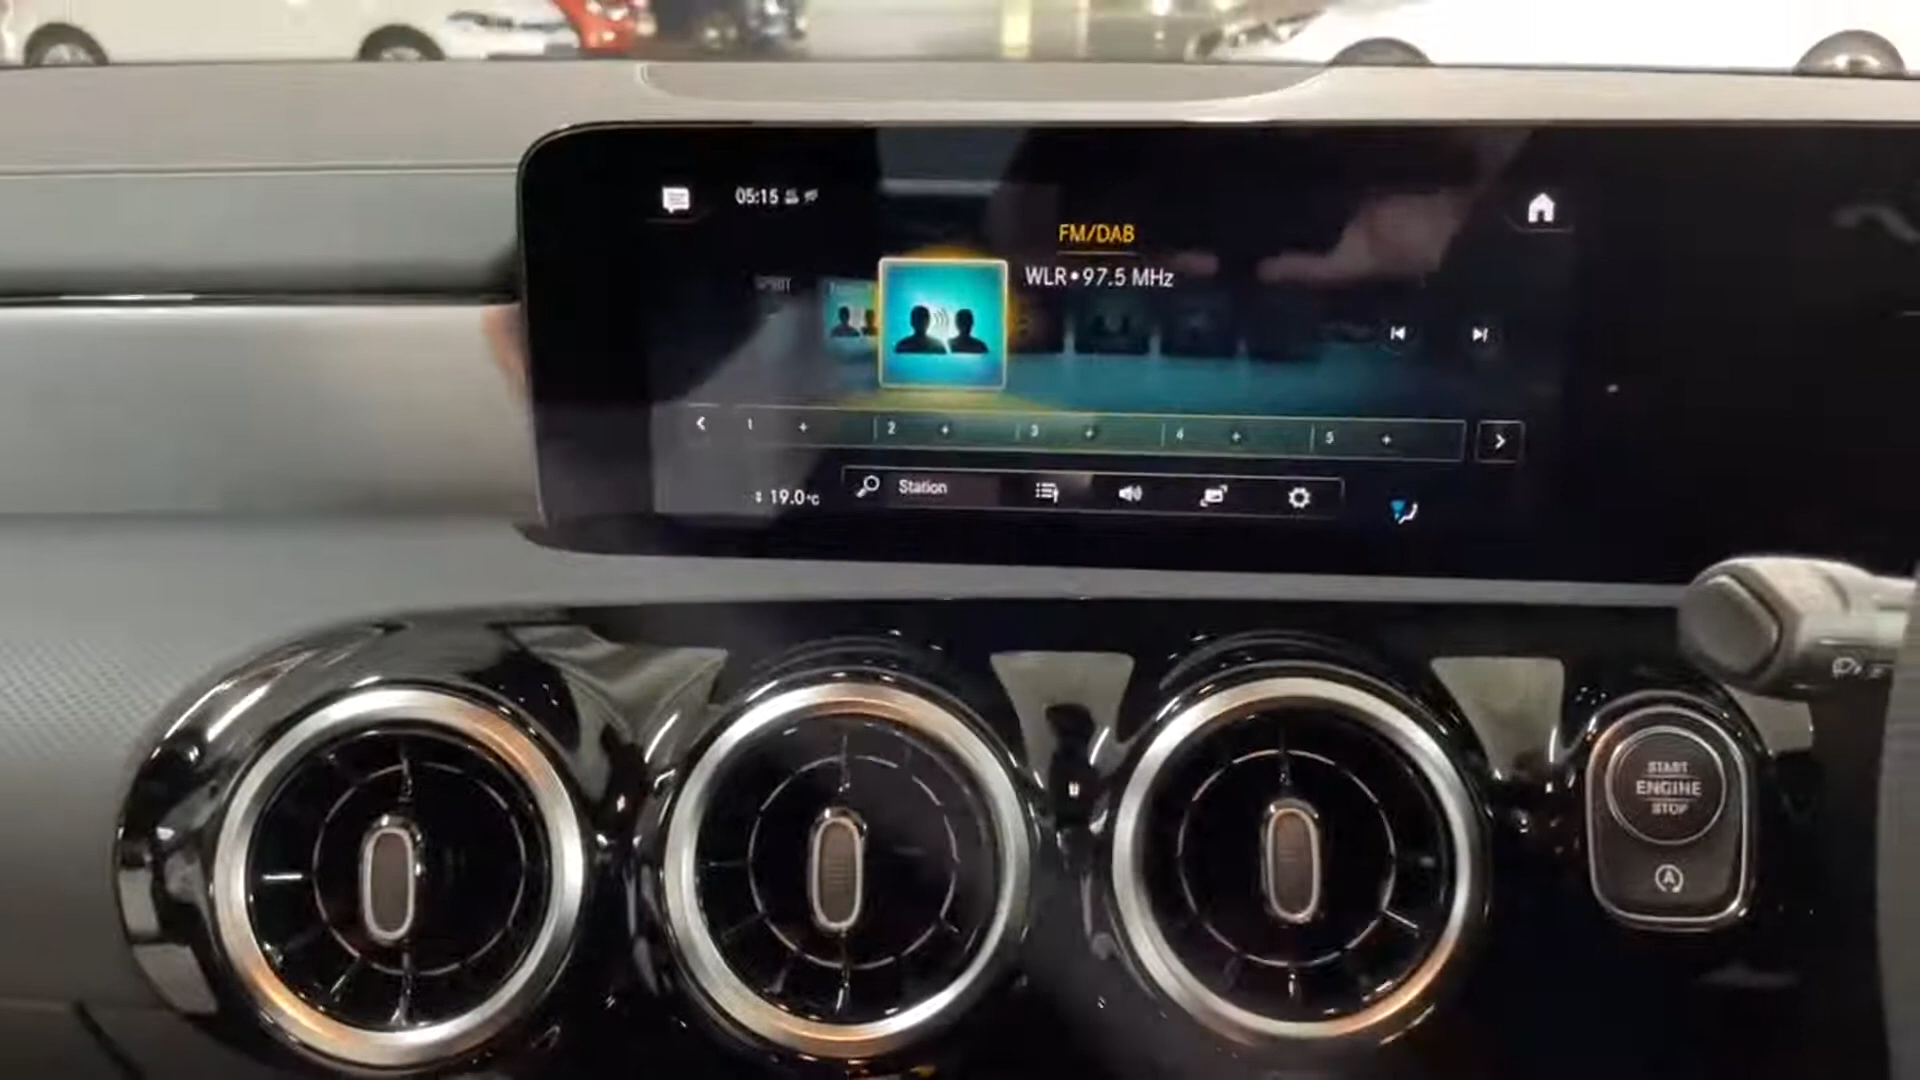 05:15
FM/DAB
WLR•97.5 MHz
SPORT
1 + 2 + 3 + 4 + 5 +
19.0°C
Station
START
ENGINE
STOP
A